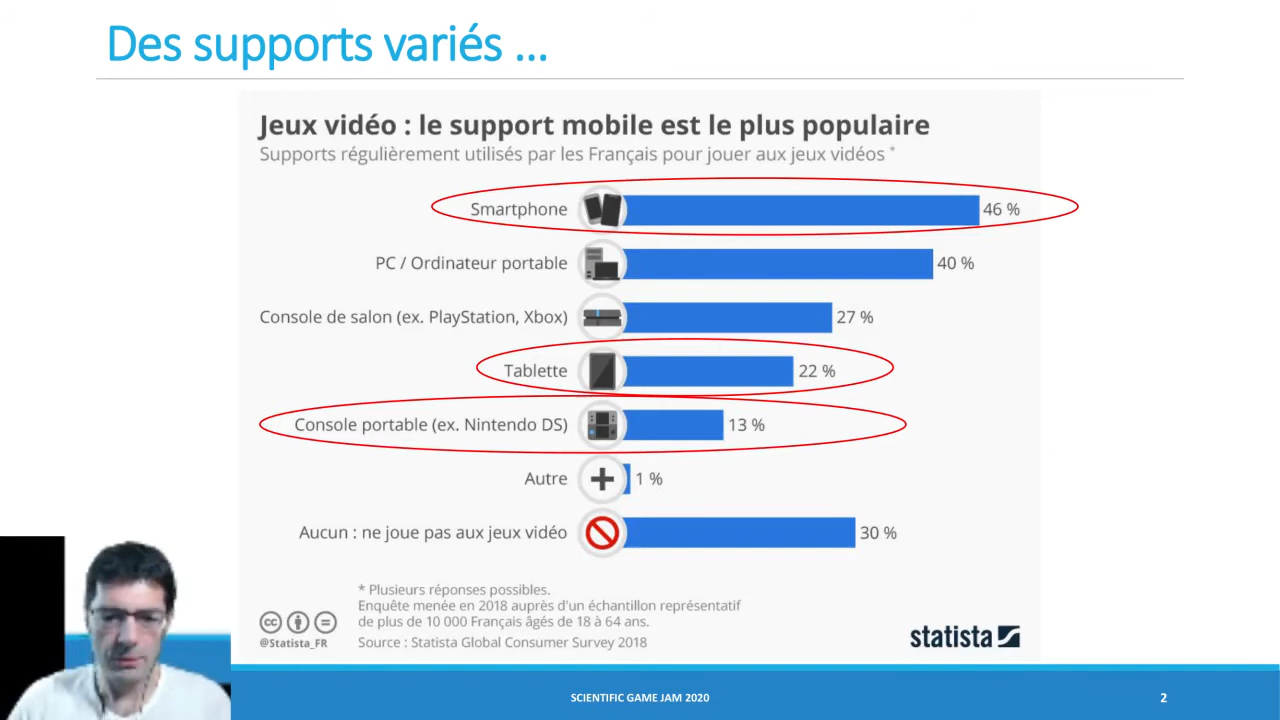 Des supports variés …
Jeux vidéo : le support mobile est le plus populaire
Supports régulièrement utilisés par les Français pour jouer aux jeux vidéos *
Smartphone 46 %
PC / Ordinateur portable 40 %
Console de salon (ex. PlayStation, Xbox) 27 %
Tablette 22 %
Console portable (ex. Nintendo DS) 13 %
Autre 1 %
Aucun : ne joue pas aux jeux vidéo 30 %
* Plusieurs réponses possibles.
Enquête menée en 2018 auprès d'un échantillon représentatif
de plus de 10 000 Français âgés de 18 à 64 ans.
Source : Statista Global Consumer Survey 2018
cc
@Statista_FR
statista
SCIENTIFIC GAME JAM 2020
2